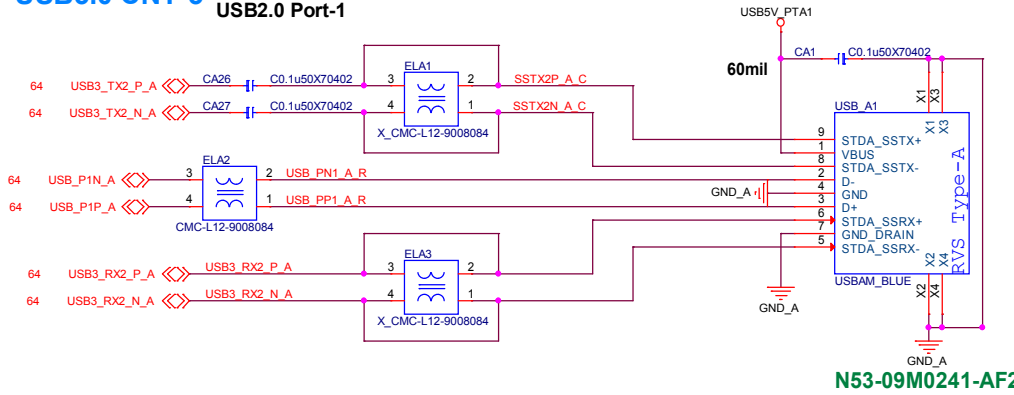 USB2.0 Port-1
USB5V_PTA1
CA1 C0.1u50X70402
60mil
64 USB3_TX2_P_A CA26 C0.1u50X70402 3 ELA1 2 SSTX2P_A_C
64 USB3_TX2_N_A CA27 C0.1u50X70402 4 1 SSTX2N_A_C
X_CMC-L12-9008084
64 USB_P1N_A 3 ELA2 2 USB_PN1_A_R
64 USB_P1P_A 4 1 USB_PP1_A_R
CMC-L12-9008084
64 USB3_RX2_P_A USB3_RX2_P_A 3 ELA3 2
64 USB3_RX2_N_A USB3_RX2_N_A 4 1
X_CMC-L12-9008084
X1 X3
USB_A1
X1 X3
9 STDA_SSTX+
1 VBUS
8 STDA_SSTX-
2 D-
GND_A 4 GND
3 D+
6 STDA_SSRX+
7 GND_DRAIN
5 STDA_SSRX-
RVS Type-A
X2 X4
USBAM_BLUE
X2 X4
GND_A
GND_A
N53-09M0241-AF2